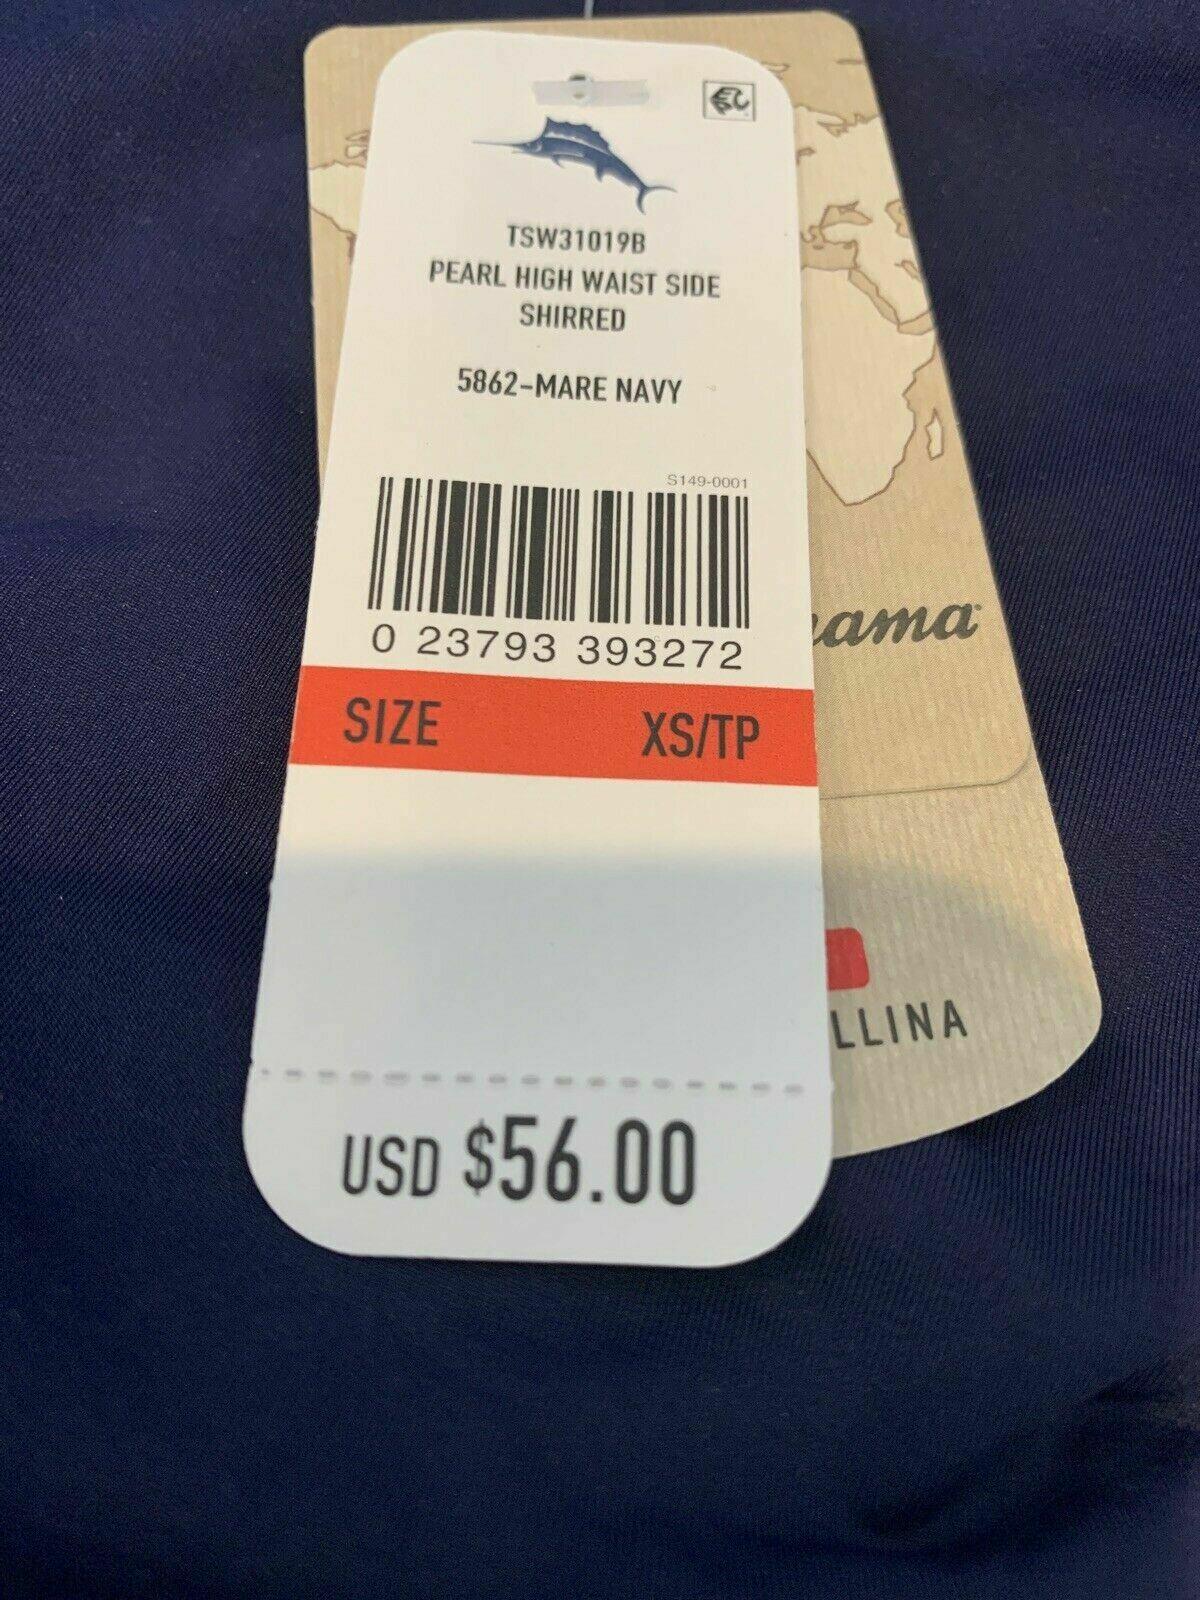 TSW31019B
PEARL HIGH WAIST SIDE
SHIRRED
5862-MARE NAVY
S149-0001
0 23793 393272
SIZE XS/TP
USD $56.00
ama
LLINA